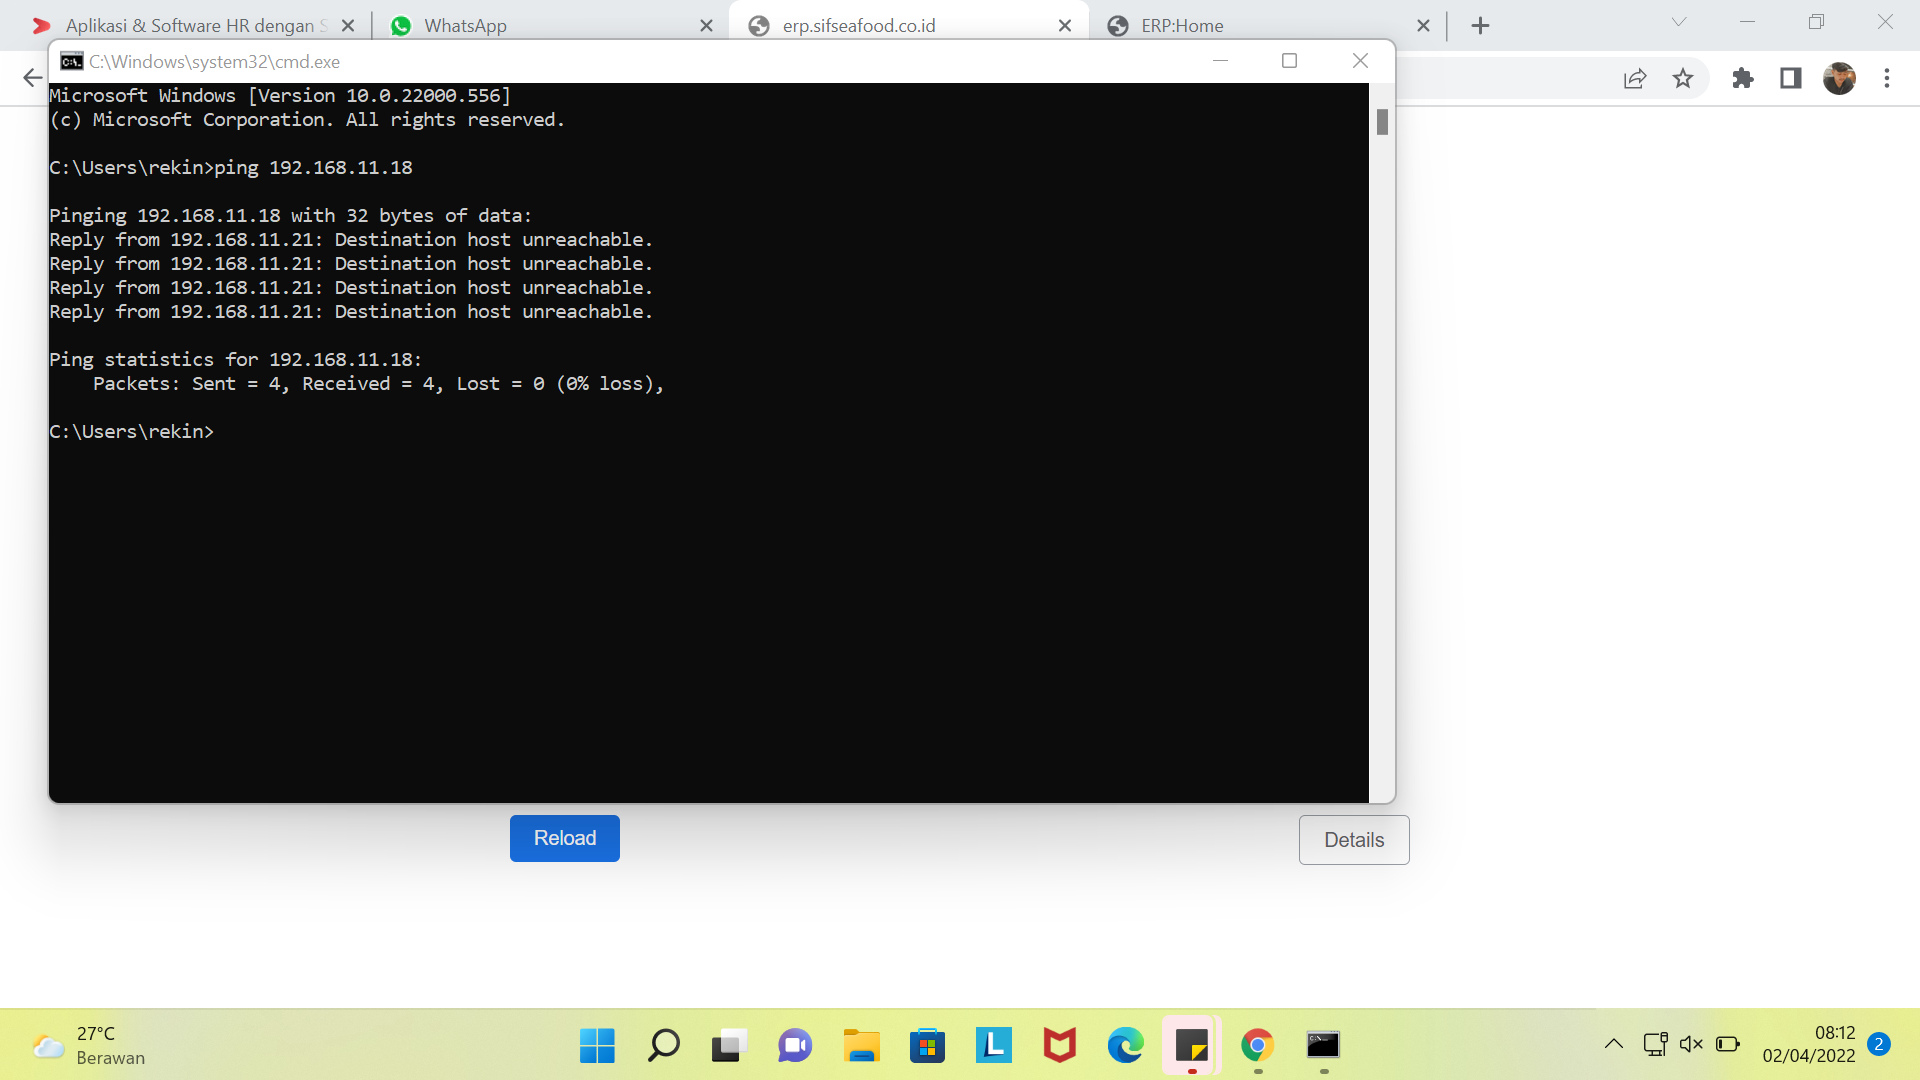 Aplikasi & Software HR dengan S
WhatsApp
erp.sifseafood.co.id
ERP:Home
C:\Windows\system32\cmd.exe
Microsoft Windows [Version 10.0.22000.556]
(c) Microsoft Corporation. All rights reserved.
C:\Users\rekin>ping 192.168.11.18
Pinging 192.168.11.18 with 32 bytes of data:
Reply from 192.168.11.21: Destination host unreachable.
Reply from 192.168.11.21: Destination host unreachable.
Reply from 192.168.11.21: Destination host unreachable.
Reply from 192.168.11.21: Destination host unreachable.
Ping statistics for 192.168.11.18:
    Packets: Sent = 4, Received = 4, Lost = 0 (0% loss),
C:\Users\rekin>
Reload
Details
27°C
Berawan
08:12
02/04/2022
2